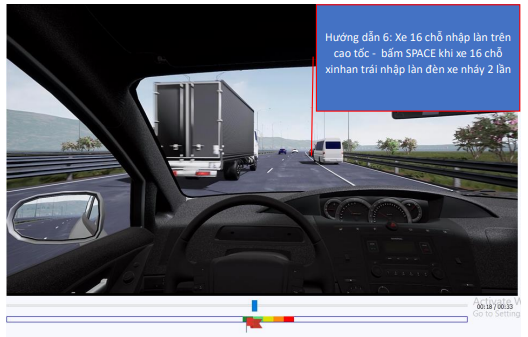 Hướng dẫn 6: Xe 16 chỗ nhập làn trên
cao tốc - bấm SPACE khi xe 16 chỗ
xinhan trái nhập làn đèn xe nháy 2 lần
Activate W
00:18 / 00:33
Go to Setting